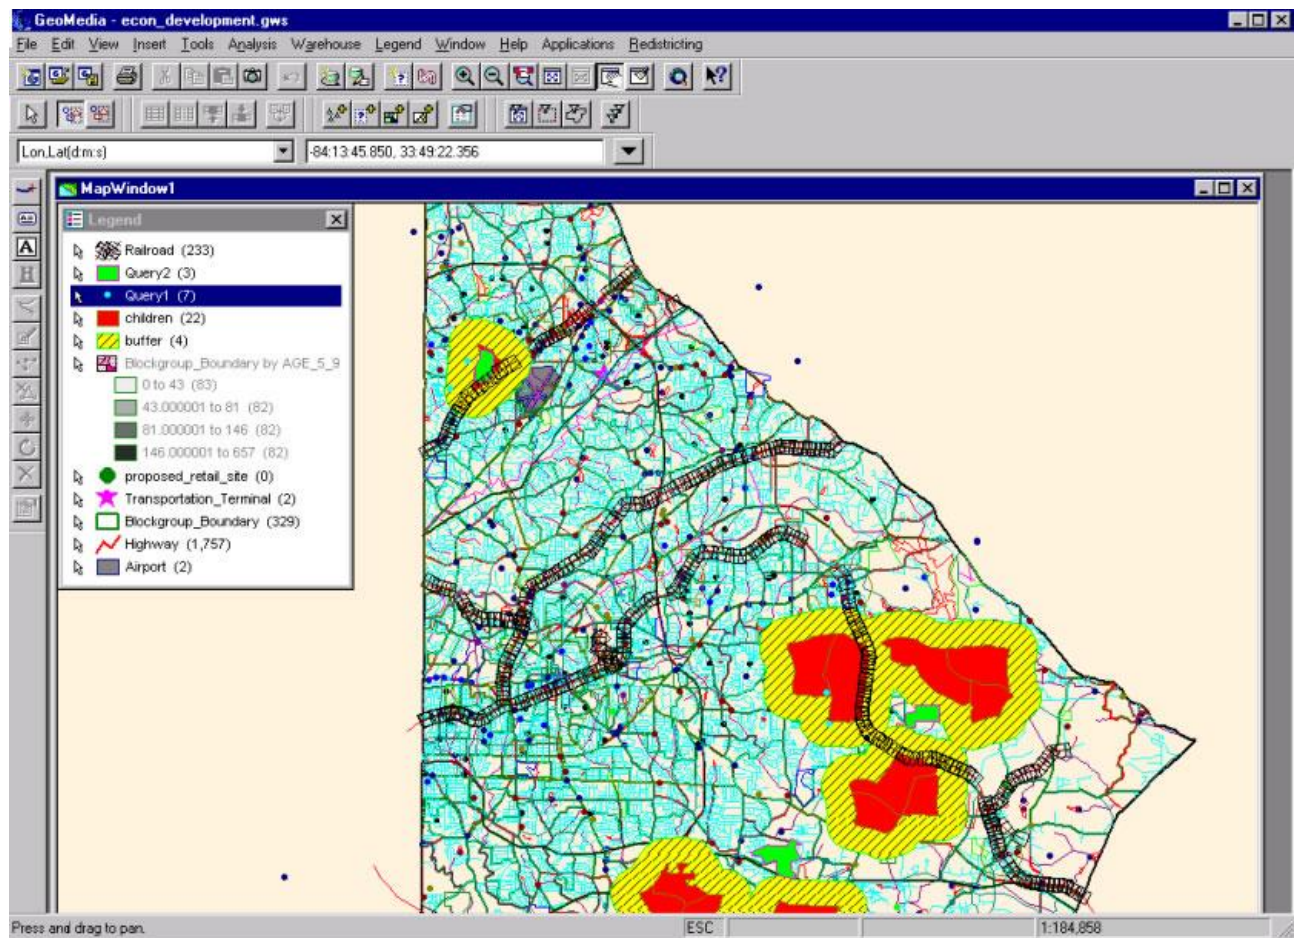 GeoMedia - econ_development.gws
File Edit View Insert Tools Analysis Warehouse Legend Window Help Applications Redistricting
Lon,Lat(d:m:s) -84:13:45.850, 33:49:22.356
MapWindow1
Legend
Railroad (233)
Query2 (3)
Query1 (7)
children (22)
buffer (4)
Blockgroup_Boundary by AGE_5_9
0 to 43 (83)
43.000001 to 81 (82)
81.000001 to 146 (82)
146.000001 to 657 (82)
proposed_retail_site (0)
Transportation_Terminal (2)
Blockgroup_Boundary (329)
Highway (1,757)
Airport (2)
A
H
Press and drag to pan. ESC 1:184,858